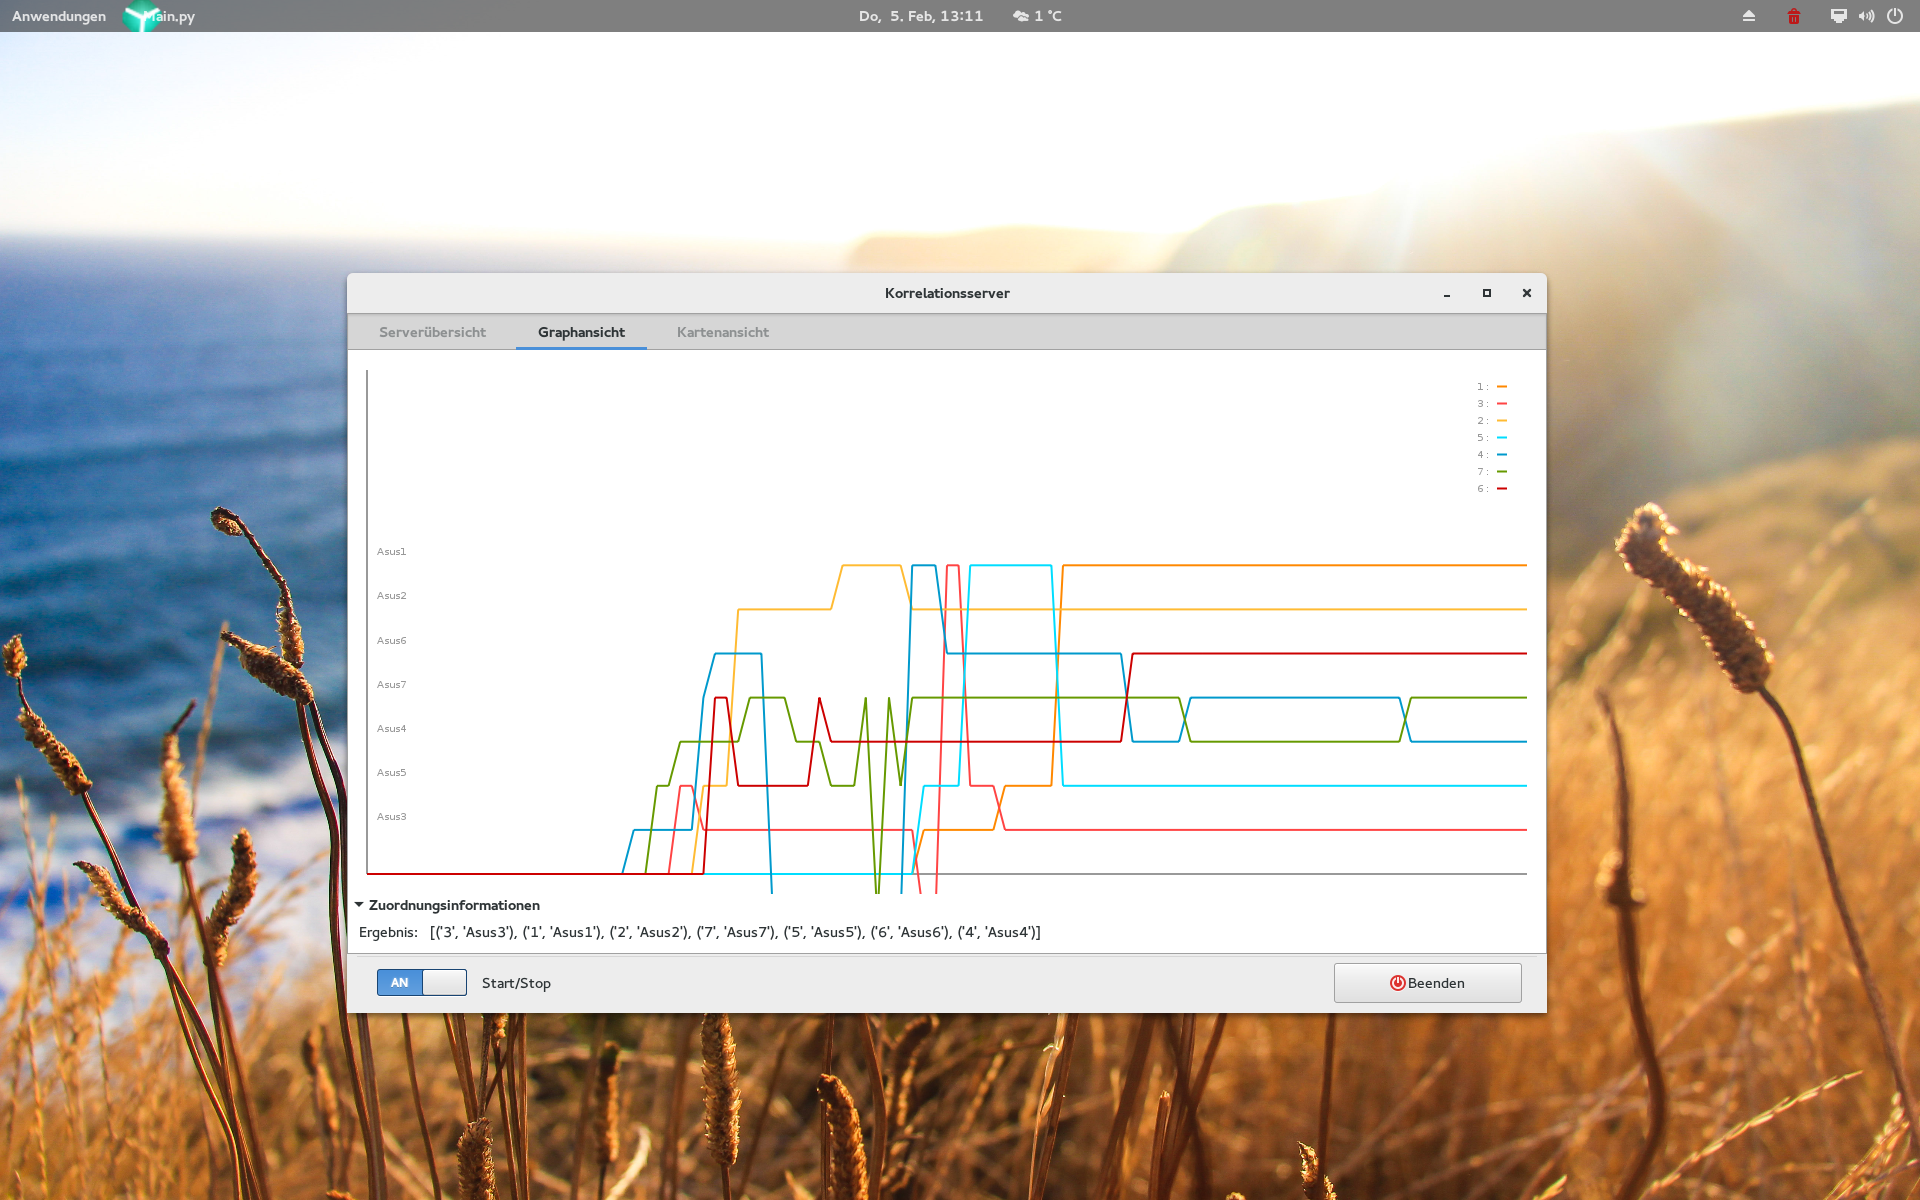 Anwendungen Main.py Do, 5. Feb, 13:11 1 °C
Korrelationsserver
Serverübersicht Graphansicht Kartenansicht
1 :
3 :
2 :
5 :
4 :
7 :
6 :
Asus1
Asus2
Asus6
Asus7
Asus4
Asus5
Asus3
Zuordnungsinformationen
Ergebnis: [('3', 'Asus3'), ('1', 'Asus1'), ('2', 'Asus2'), ('7', 'Asus7'), ('5', 'Asus5'), ('6', 'Asus6'), ('4', 'Asus4')]
AN Start/Stop Beenden